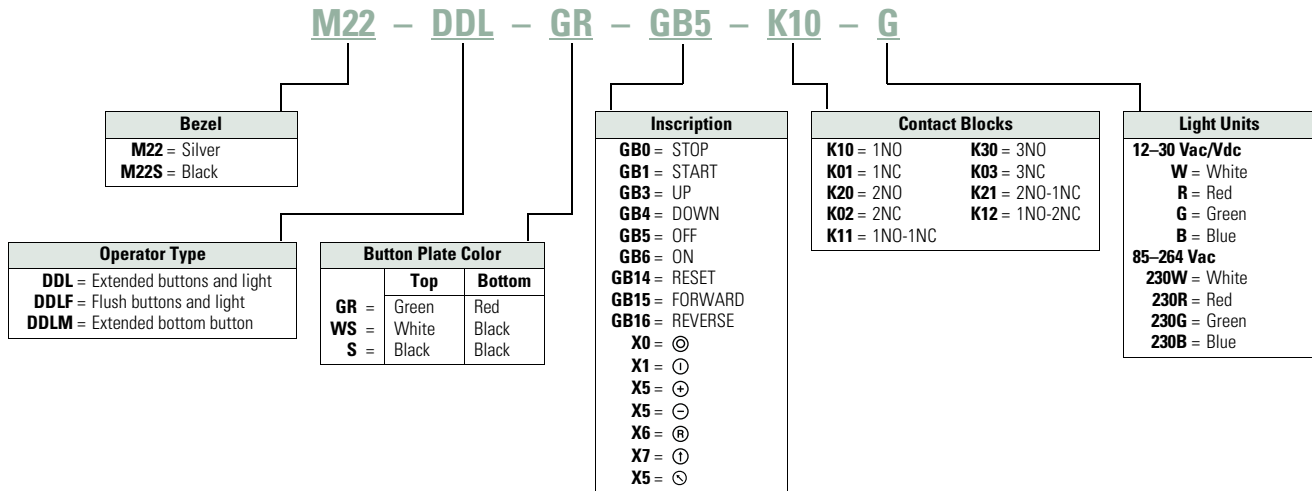 M22 – DDL – GR – GB5 – K10 – G
Bezel
M22 = Silver
M22S = Black
Operator Type
DDL = Extended buttons and light
DDLF = Flush buttons and light
DDLM = Extended bottom button
Button Plate Color
Top Bottom
GR = Green Red
WS = White Black
S = Black Black
Inscription
GB0 = STOP
GB1 = START
GB3 = UP
GB4 = DOWN
GB5 = OFF
GB6 = ON
GB14 = RESET
GB15 = FORWARD
GB16 = REVERSE
X0 = ⌾
X1 = ⏼
X5 = ⊕
X5 = ⊖
X6 = Ⓡ
X7 = ↑
X5 = ↖
Contact Blocks
K10 = 1NO K30 = 3NO
K01 = 1NC K03 = 3NC
K20 = 2NO K21 = 2NO-1NC
K02 = 2NC K12 = 1NO-2NC
K11 = 1NO-1NC
Light Units
12–30 Vac/Vdc
W = White
R = Red
G = Green
B = Blue
85–264 Vac
230W = White
230R = Red
230G = Green
230B = Blue